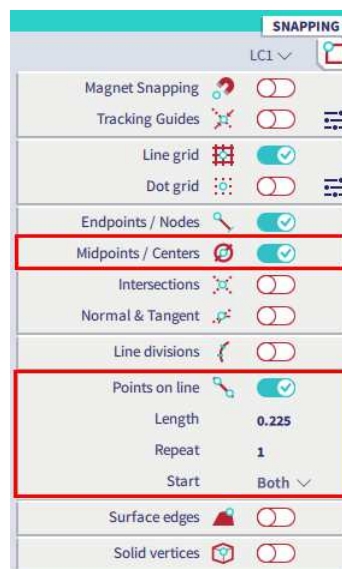 SNAPPING
LC1
Magnet Snapping
Tracking Guides
Line grid
Dot grid
Endpoints / Nodes
Midpoints / Centers
Intersections
Normal & Tangent
Line divisions
Points on line
Length 0.225
Repeat 1
Start Both
Surface edges
Solid vertices